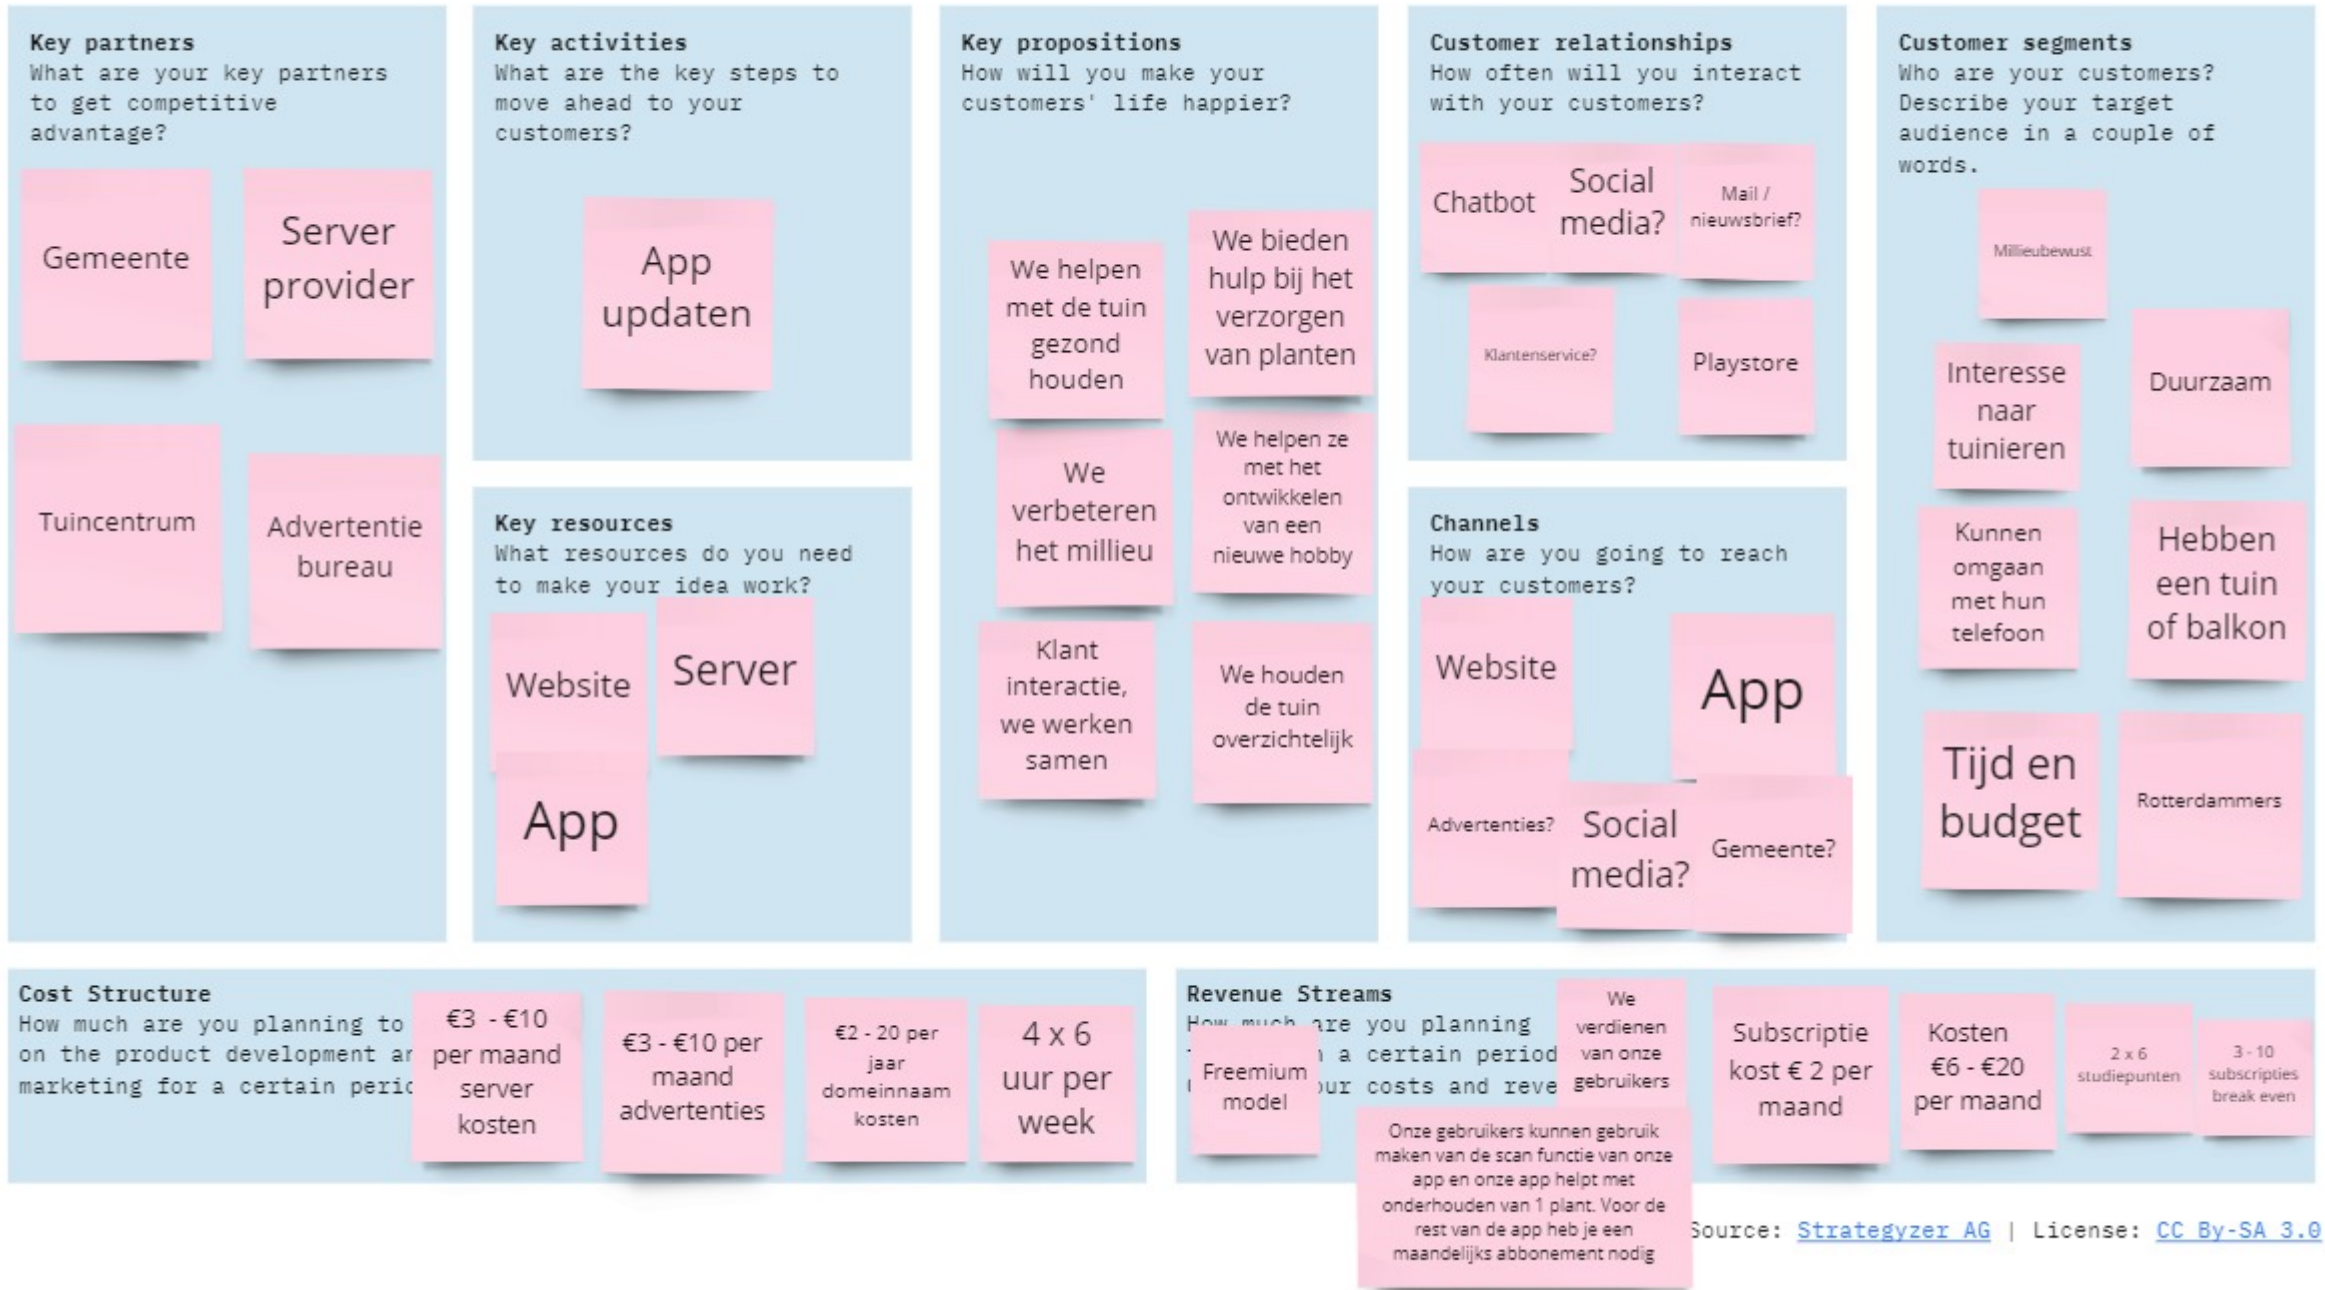 Key partners
What are your key partners
to get competitive
advantage?
Gemeente
Server
provider
Tuincentrum
Advertentie
bureau
Key activities
What are the key steps to
move ahead to your
customers?
App
updaten
Key resources
What resources do you need
to make your idea work?
Website
Server
App
Key propositions
How will you make your
customers' life happier?
We helpen
met de tuin
gezond
houden
We bieden
hulp bij het
verzorgen
van planten
We
verbeteren
het millieu
We helpen ze
met het
ontwikkelen
van een
nieuwe hobby
Klant
interactie,
we werken
samen
We houden
de tuin
overzichtelijk
Customer relationships
How often will you interact
with your customers?
Chatbot
Social
media?
Mail /
nieuwsbrief?
Klantenservice?
Playstore
Channels
How are you going to reach
your customers?
Website
App
Advertenties?
Social
media?
Gemeente?
Customer segments
Who are your customers?
Describe your target
audience in a couple of
words.
Millieubewust
Interesse
naar
tuinieren
Duurzaam
Kunnen
omgaan
met hun
telefoon
Hebben
een tuin
of balkon
Tijd en
budget
Rotterdammers
Cost Structure
How much are you planning to
on the product development
marketing for a certain
€3 - €10
per maand
server
kosten
€3 - €10 per
maand
advertenties
€2 - 20 per
jaar
domeinnaam
kosten
4 x 6
uur per
week
Revenue Streams
How much are you planning
a certain period
costs and
Freemium
model
We
verdienen
van onze
gebruikers
Onze gebruikers kunnen gebruik
maken van de scan functie van onze
app en onze app helpt met
onderhouden van 1 plant. Voor de
rest van de app heb je een
maandelijks abbonement nodig
Subscriptie
kost € 2 per
maand
Kosten
€6 - €20
per maand
2 x 6
studiepunten
3 - 10
subscripties
break even
Source: Strategyzer AG | License: CC By-SA 3.0